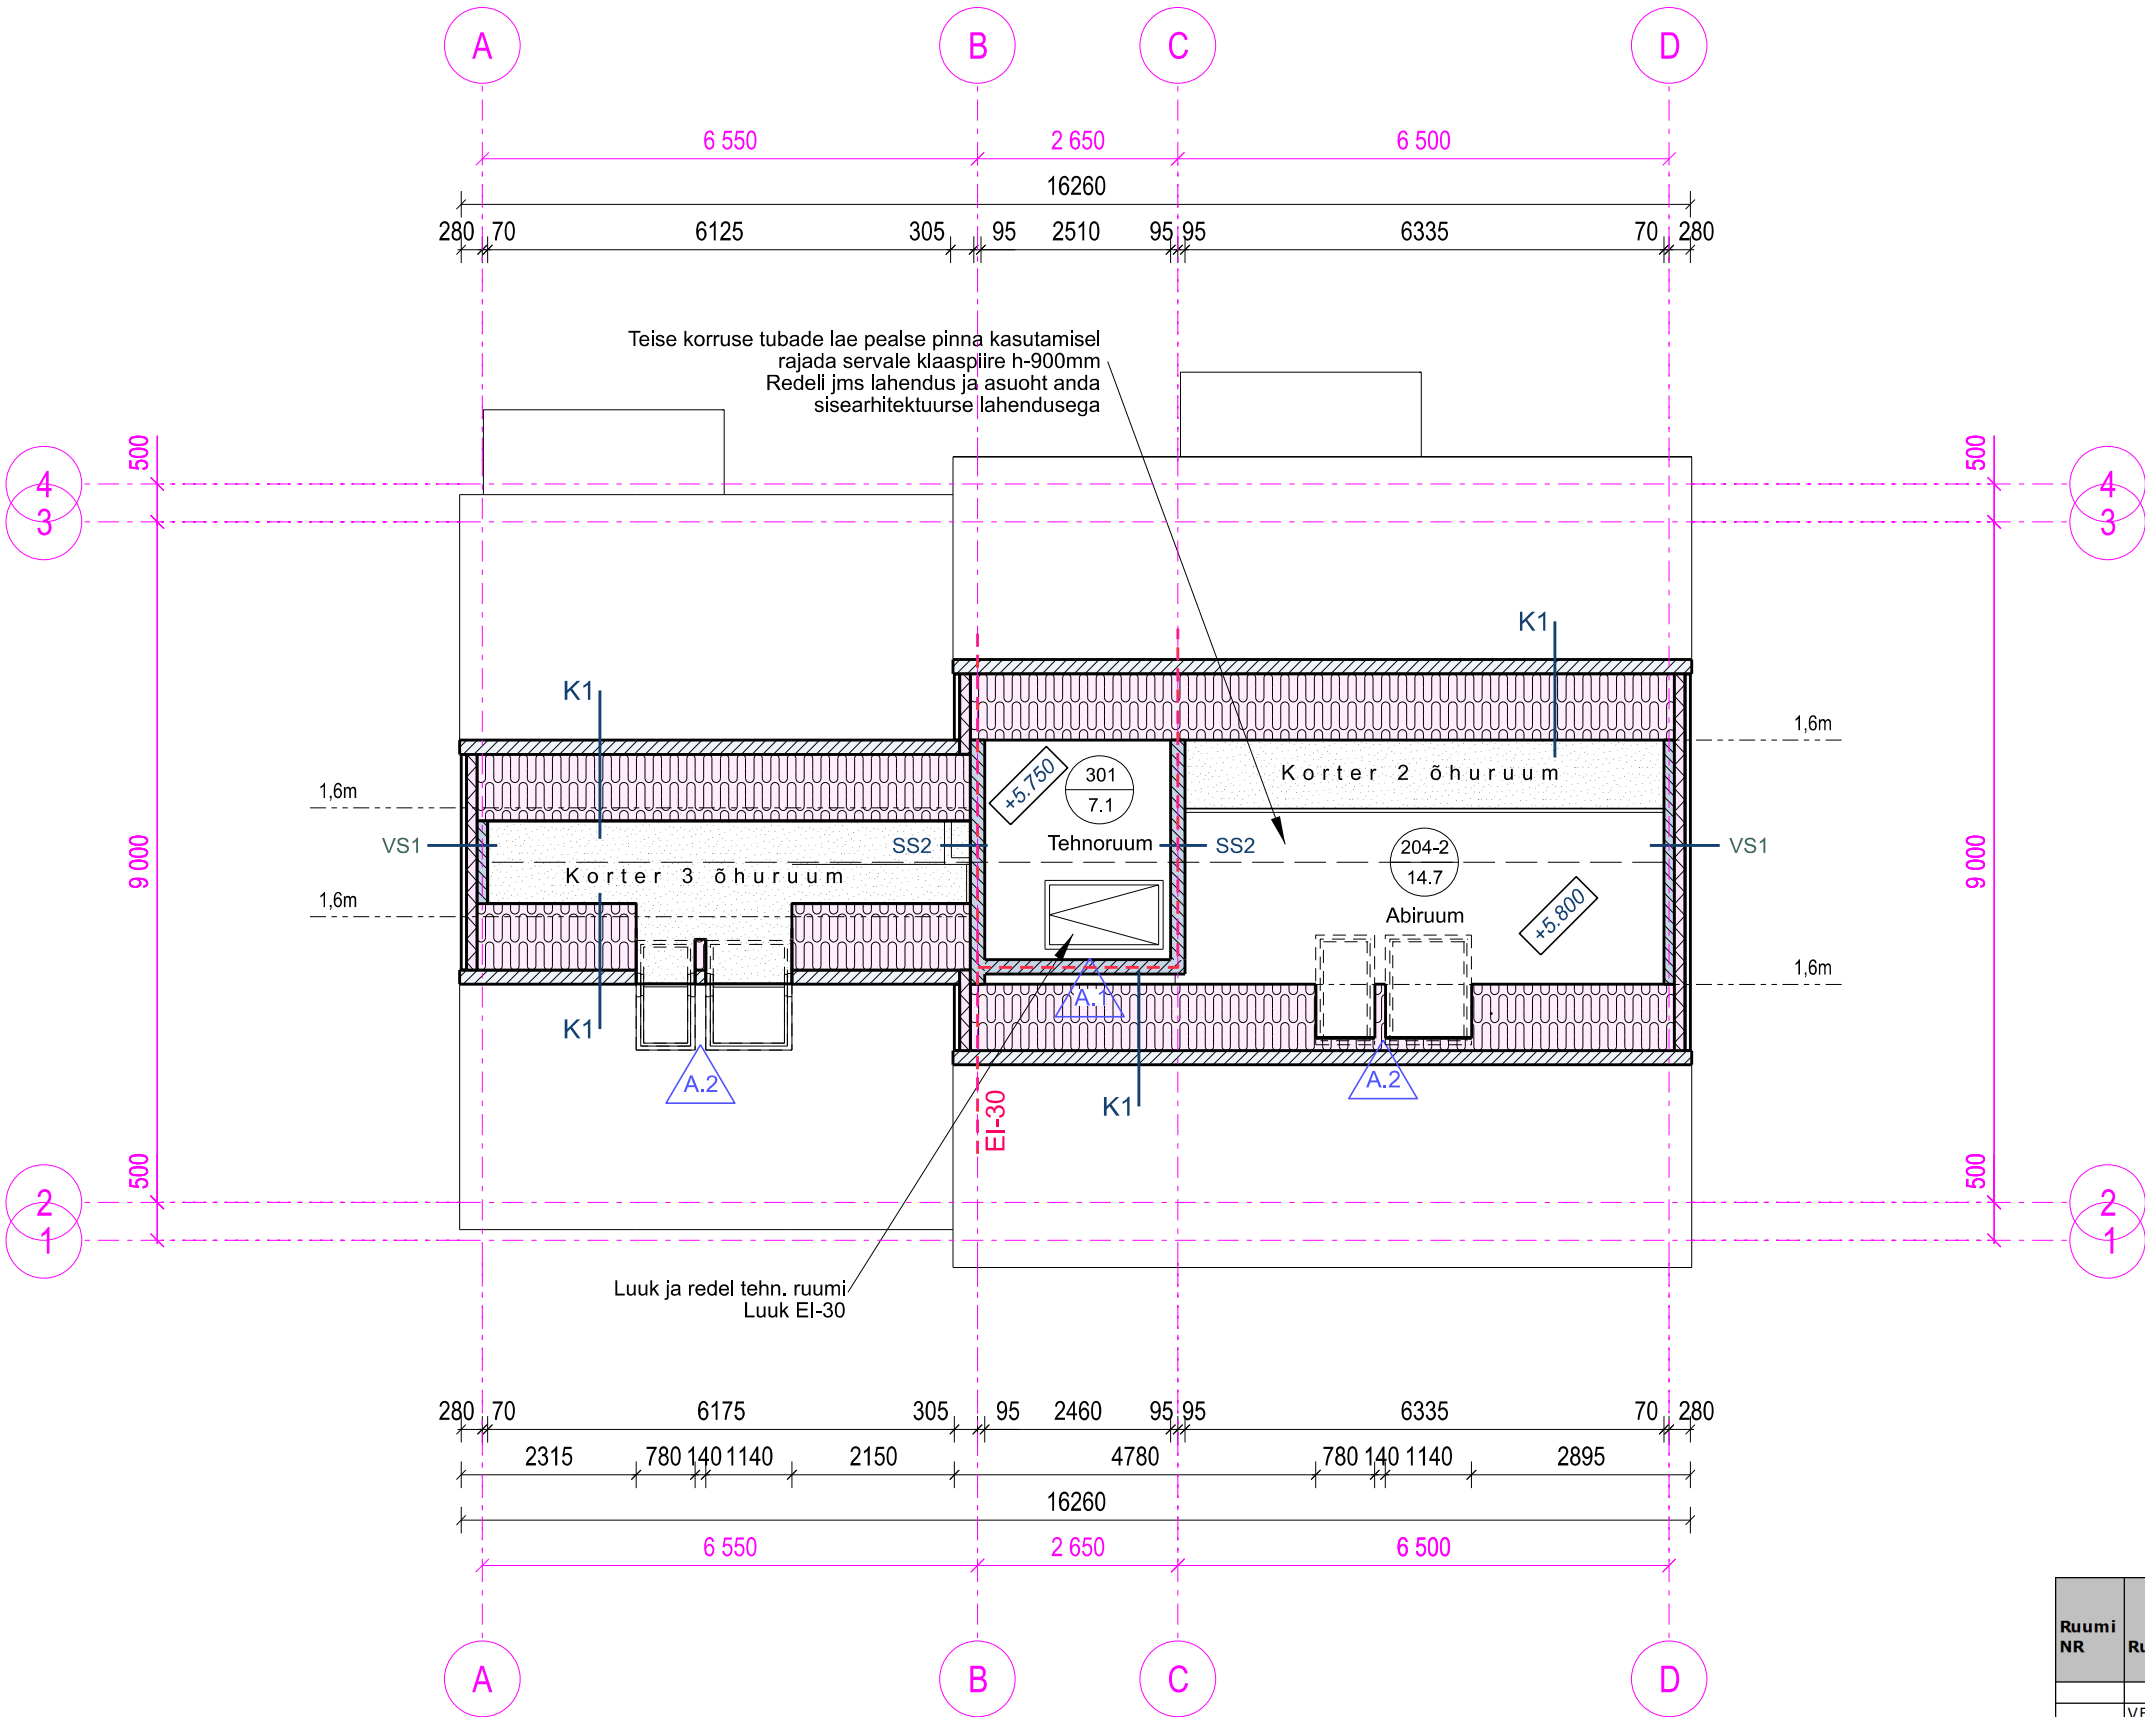 A B C D
6 550 2 650 6 500
16260
280 70 6125 305 95 2510 95 95 6335 70 280
Teise korruse tubade lae pealse pinna kasutamisel
rajada servale klaaspiire h-900mm
Redeli jms lahendus ja asuoht anda
sisearhitektuurse lahendusega
500 500
4 4
3 3
K1
K1
1,6m
+5.750
301
7.1
Korter 2 õhuruum
1,6m
VS1 SS2 Tehnoruum SS2 204-2 VS1
14.7
9 000 9 000
Korter 3 õhuruum
1,6m
Abiruum
+5.800
1,6m
A.1
K1
A.2 A.2
K1
EI-30
500 500
2 2
1 1
Luuk ja redel tehn. ruumi
Luuk EI-30
280 70 6175 305 95 2460 95 95 6335 70 280
2315 780 140 1140 2150 4780 780 140 1140 2895
16260
6 550 2 650 6 500
A B C D
Ruumi
NR